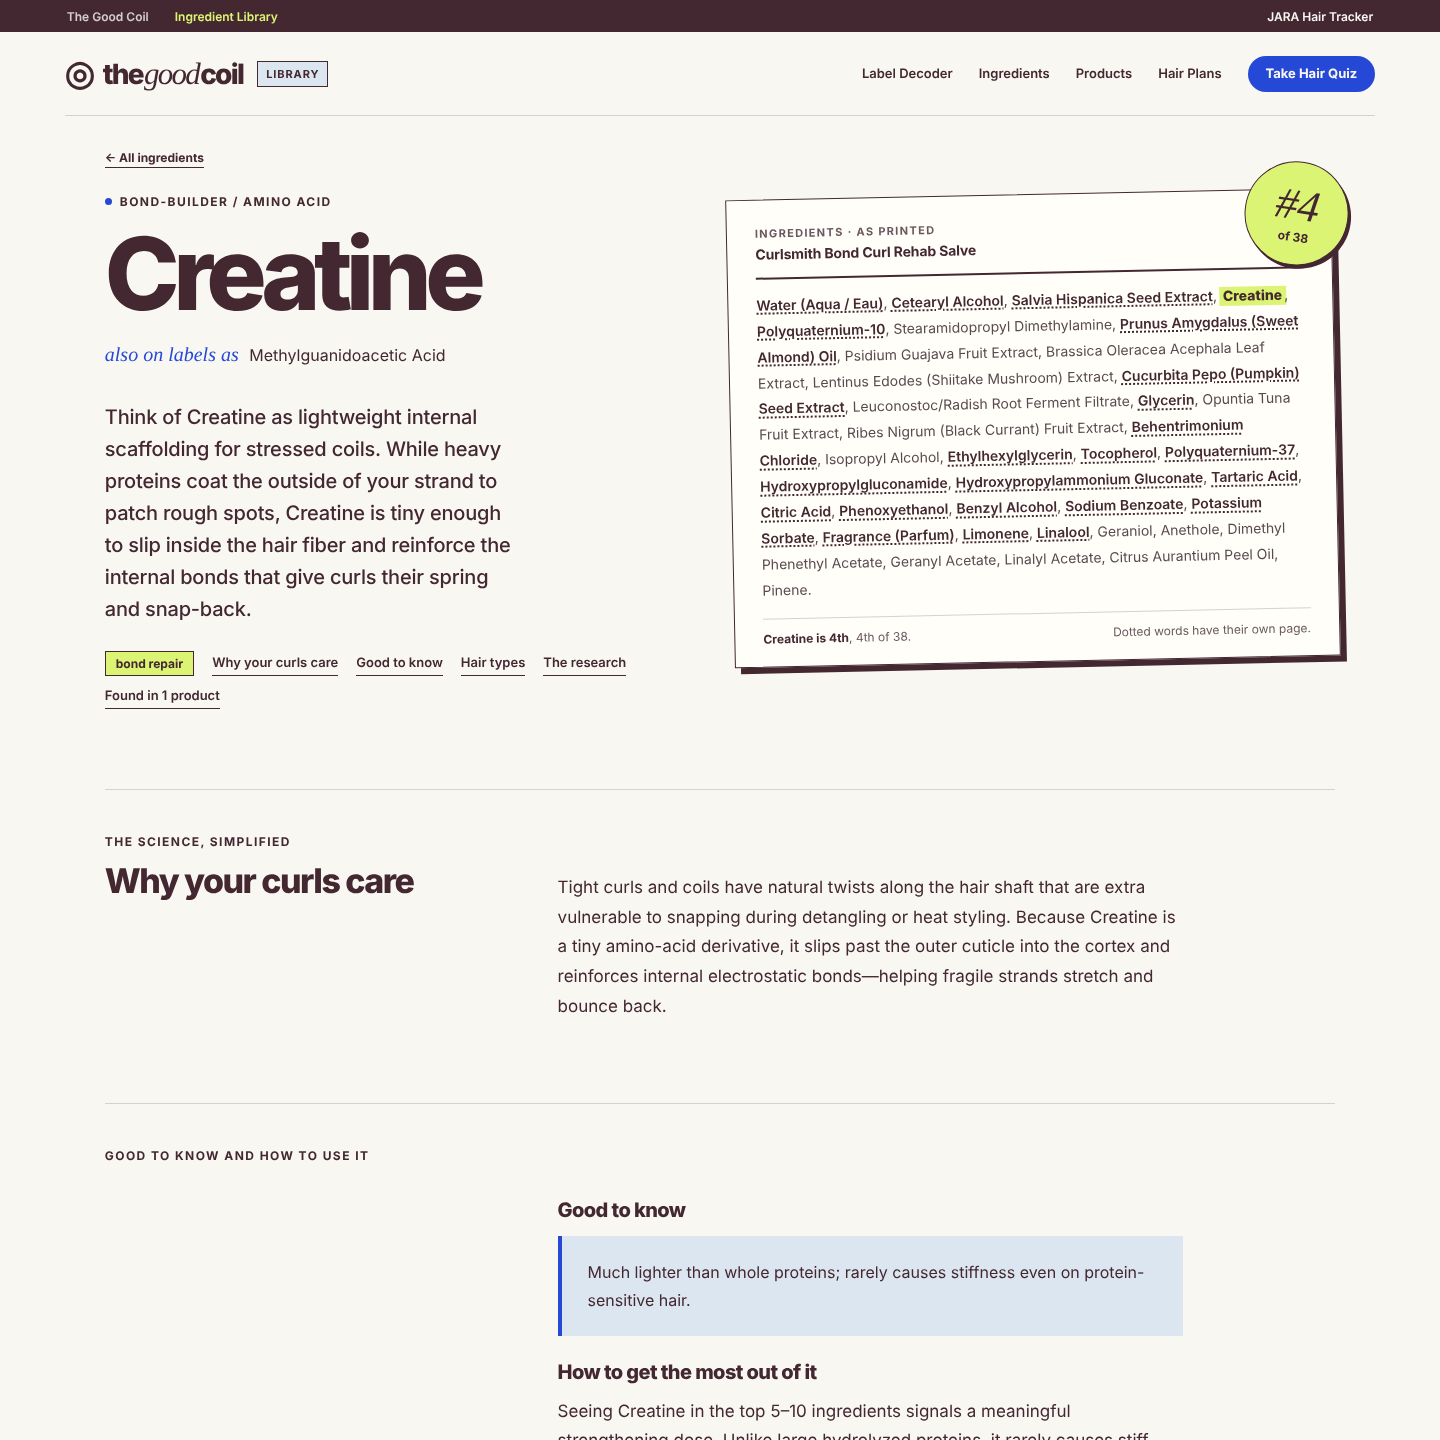 The Good Coil
Ingredient Library
JARA Hair Tracker
thegoodcoil
LIBRARY
Label Decoder
Ingredients
Products
Hair Plans
Take Hair Quiz
← All ingredients
BOND-BUILDER / AMINO ACID
Creatine
also on labels as Methylguanidoacetic Acid
Think of Creatine as lightweight internal
scaffolding for stressed coils. While heavy
proteins coat the outside of your strand to
patch rough spots, Creatine is tiny enough
to slip inside the hair fiber and reinforce the
internal bonds that give curls their spring
and snap-back.
bond repair
Why your curls care
Good to know
Hair types
The research
Found in 1 product
#4
of 38
INGREDIENTS · AS PRINTED
Curlsmith Bond Curl Rehab Salve
Water (Aqua / Eau), Cetearyl Alcohol, Salvia Hispanica Seed Extract, Creatine,
Polyquaternium-10, Stearamidopropyl Dimethylamine, Prunus Amygdalus (Sweet
Almond) Oil, Psidium Guajava Fruit Extract, Brassica Oleracea Acephala Leaf
Extract, Lentinus Edodes (Shiitake Mushroom) Extract, Cucurbita Pepo (Pumpkin)
Seed Extract, Leuconostoc/Radish Root Ferment Filtrate, Glycerin, Opuntia Tuna
Fruit Extract, Ribes Nigrum (Black Currant) Fruit Extract, Behentrimonium
Chloride, Isopropyl Alcohol, Ethylhexylglycerin, Tocopherol, Polyquaternium-37,
Hydroxypropylgluconamide, Hydroxypropylammonium Gluconate, Tartaric Acid,
Citric Acid, Phenoxyethanol, Benzyl Alcohol, Sodium Benzoate, Potassium
Sorbate, Fragrance (Parfum), Limonene, Linalool, Geraniol, Anethole, Dimethyl
Phenethyl Acetate, Geranyl Acetate, Linalyl Acetate, Citrus Aurantium Peel Oil,
Pinene.
Creatine is 4th, 4th of 38.
Dotted words have their own page.
THE SCIENCE, SIMPLIFIED
Why your curls care
Tight curls and coils have natural twists along the hair shaft that are extra
vulnerable to snapping during detangling or heat styling. Because Creatine is
a tiny amino-acid derivative, it slips past the outer cuticle into the cortex and
reinforces internal electrostatic bonds—helping fragile strands stretch and
bounce back.
GOOD TO KNOW AND HOW TO USE IT
Good to know
Much lighter than whole proteins; rarely causes stiffness even on protein-
sensitive hair.
How to get the most out of it
Seeing Creatine in the top 5–10 ingredients signals a meaningful
strengthening dose. Unlike large hydrolyzed proteins, it rarely causes stiff